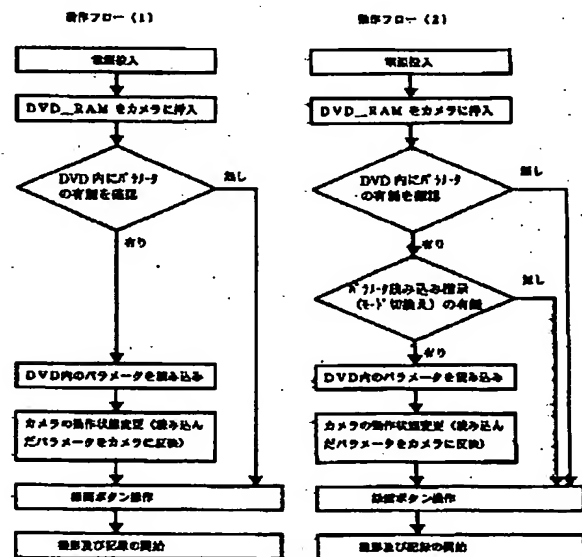 動作フロー (1)
電源投入
DVD_RAM をカメラに挿入
DVD 内にパラメータ
の有無を確認
無し
有り
DVD内のパラメータを読み込み
カメラの動作状態変更 (読み込ん
だパラメータをカメラに反映)
録画ボタン操作
撮影及び記録の開始
動作フロー (2)
電源投入
DVD_RAM をカメラに挿入
DVD 内にパラメータ
の有無を確認
無し
有り
パラメータ読み込み指示
(モード切換え) の有無
無し
有り
DVD内のパラメータを読み込み
カメラの動作状態変更 (読み込ん
だパラメータをカメラに反映)
録画ボタン操作
撮影及び記録の開始